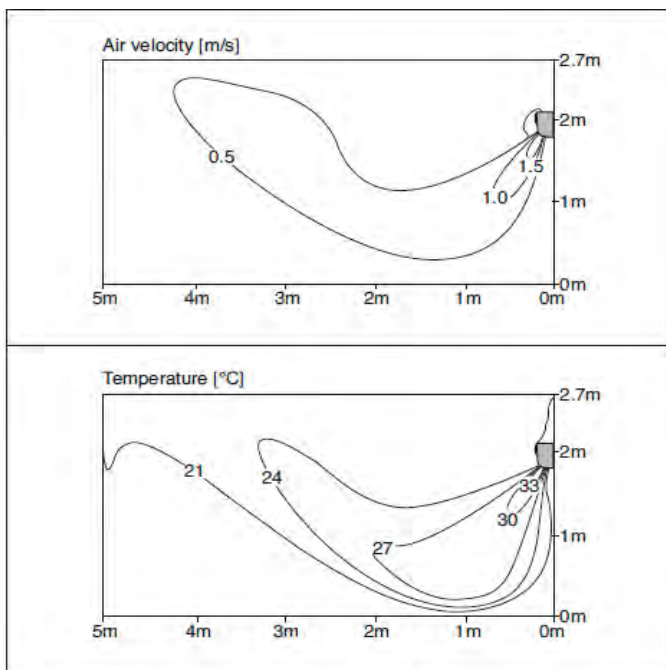 Air velocity [m/s]
2.7m
2m
0.5
1.5
1.0
1m
0m
5m 4m 3m 2m 1m 0m
Temperature [°C]
2.7m
2m
21
24
33
30
27
1m
0m
5m 4m 3m 2m 1m 0m